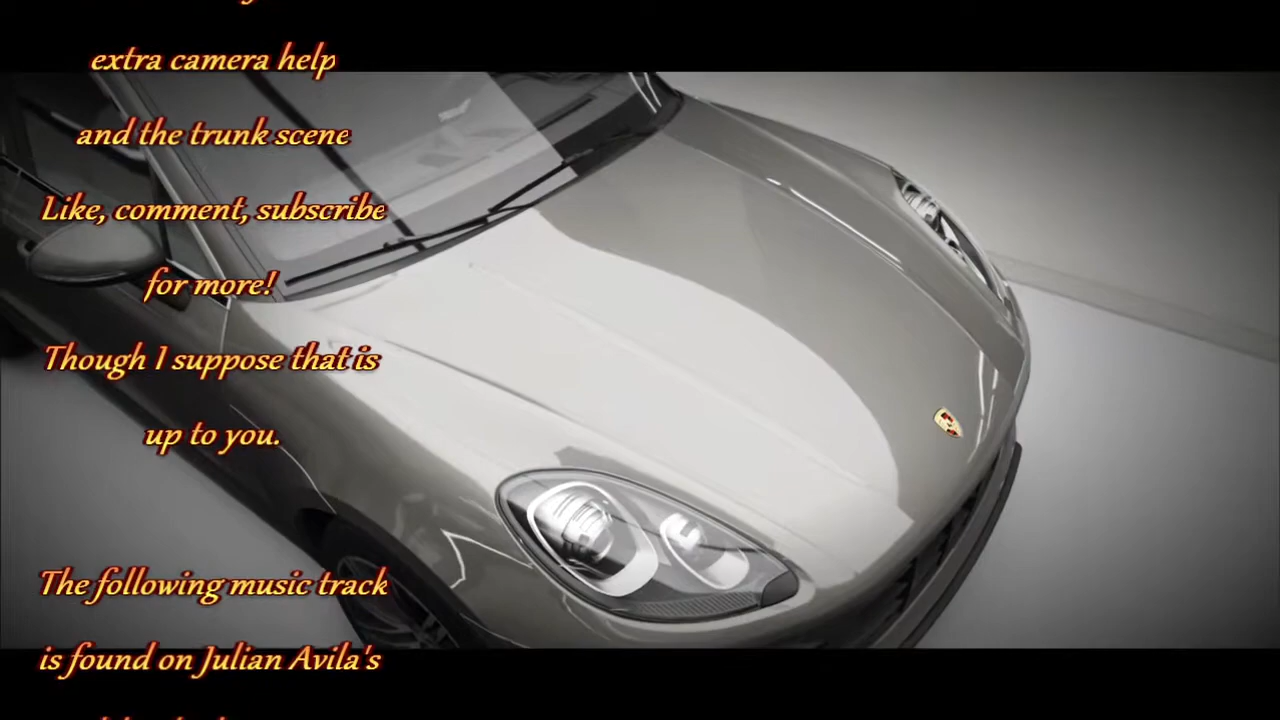 extra camera help
and the trunk scene
Like, comment, subscribe
for more!
Though I suppose that is
up to you.
The following music track
is found on Julian Avila's